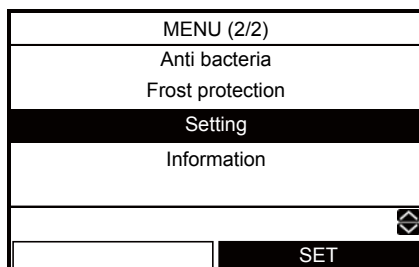 MENU (2/2)
Anti bacteria
Frost protection
Setting
Information
SET